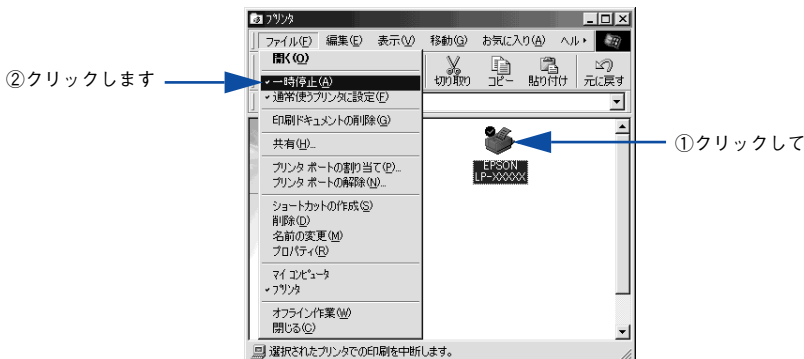 プリンタ
ファイル(F) 編集(E) 表示(V) 移動(G) お気に入り(A) ヘル
開く(O)
一時停止(A)
通常使うプリンタに設定(F)
印刷ドキュメントの削除(G)
共有(H)...
プリンタ ポートの割り当て(P)...
プリンタ ポートの解除(N)...
ショートカットの作成(S)
削除(D)
名前の変更(M)
プロパティ(R)
マイ コンピュータ
プリンタ
オフライン作業(W)
閉じる(C)
切り取り コピー 貼り付け 元に戻す
EPSON
LP-XXXXX
選択されたプリンタでの印刷を中断します。
②クリックします
①クリックして